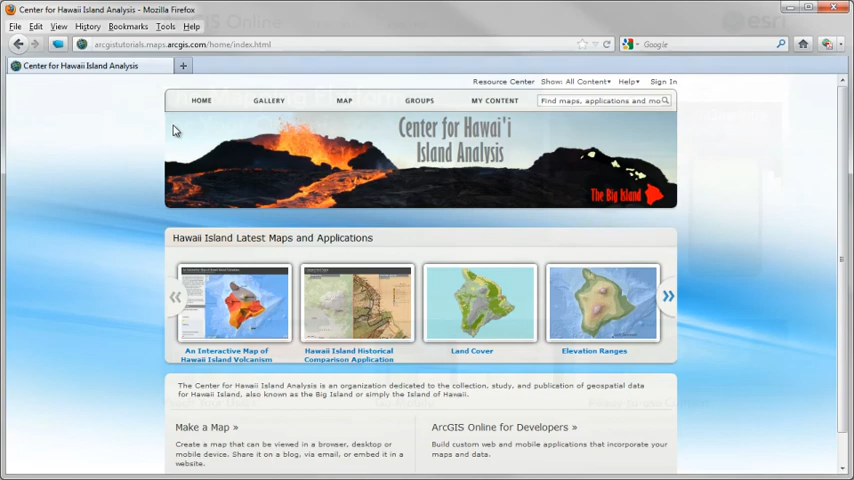 Center for Hawaii Island Analysis - Mozilla Firefox
File Edit View History Bookmarks Tools Help
arcgistutorials.maps.arcgis.com/home/index.html
Google
Center for Hawaii Island Analysis
Resource Center Show: All Content Help Sign In
HOME GALLERY MAP GROUPS MY CONTENT Find maps, applications and mo
Center for Hawai'i
Island Analysis
The Big Island
Hawaii Island Latest Maps and Applications
An Interactive Map of
Hawaii Island Volcanism
Hawaii Island Historical
Comparison Application
Land Cover
Elevation Ranges
The Center for Hawaii Island Analysis is an organization dedicated to the collection, study, and publication of geospatial data
for Hawaii Island, also known as the Big Island or simply the Island of Hawaii.
Make a Map »
Create a map that can be viewed in a browser, desktop or
mobile device. Share it on a blog, via email, or embed it in a
website.
ArcGIS Online for Developers »
Build custom web and mobile applications that incorporate your
maps and data.